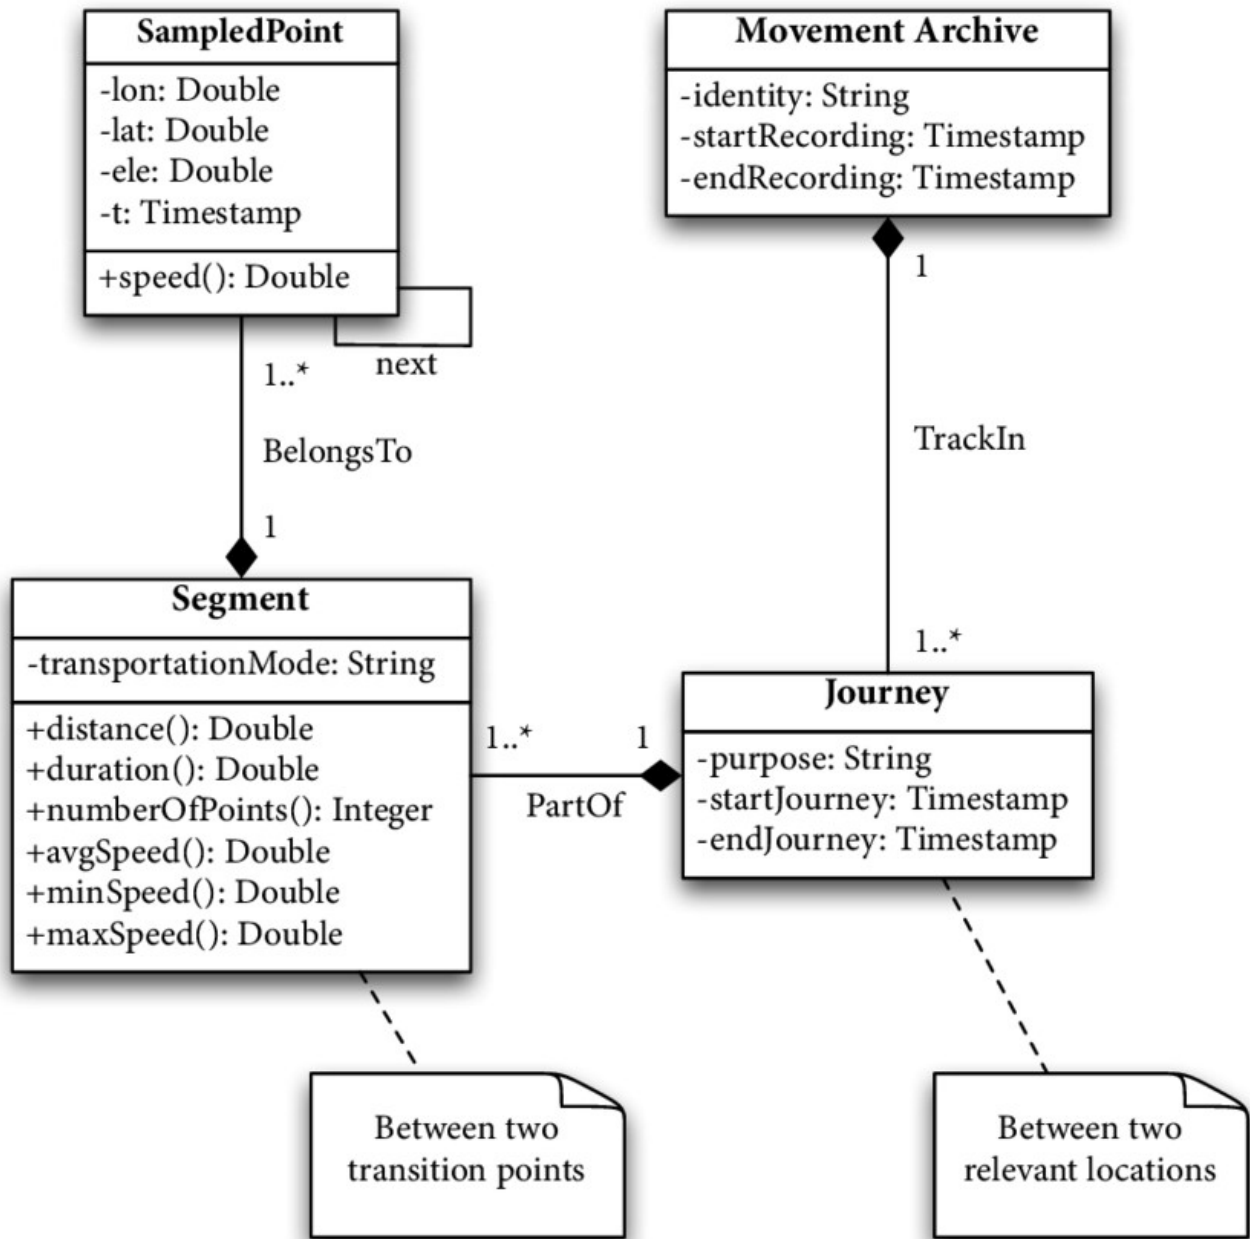 SampledPoint
-lon: Double
-lat: Double
-ele: Double
-t: Timestamp
+speed(): Double
next
1..*
BelongsTo
1
Movement Archive
-identity: String
-startRecording: Timestamp
-endRecording: Timestamp
1
TrackIn
1..*
Segment
-transportationMode: String
+distance(): Double
+duration(): Double
+numberOfPoints(): Integer
+avgSpeed(): Double
+minSpeed(): Double
+maxSpeed(): Double
1..*
1
PartOf
Journey
-purpose: String
-startJourney: Timestamp
-endJourney: Timestamp
Between two
transition points
Between two
relevant locations